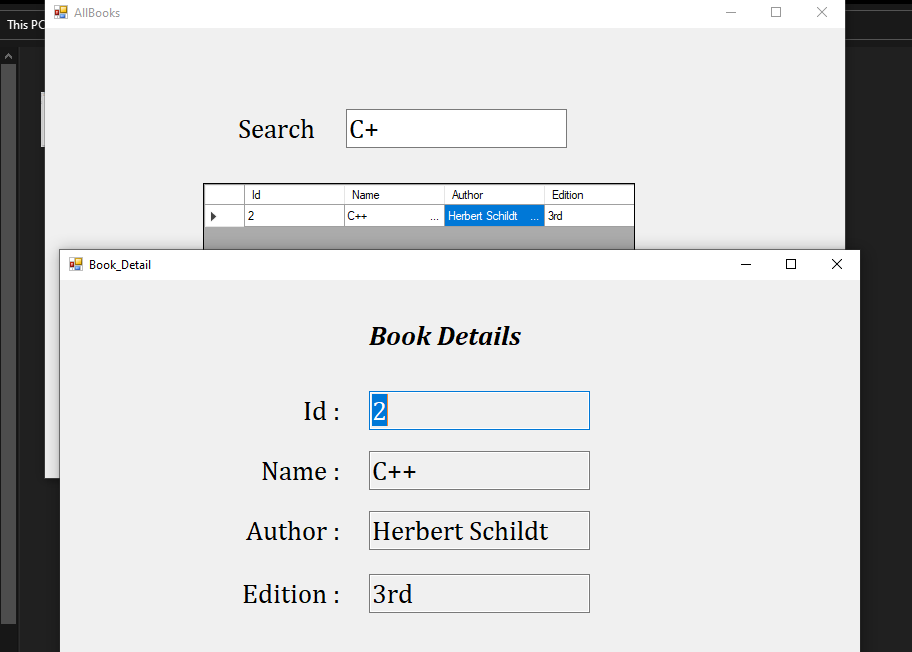 AllBooks
This PC
Search C+
Id Name Author Edition
2 C++ ... Herbert Schildt ... 3rd
Book_Detail
Book Details
Id : 2
Name : C++
Author : Herbert Schildt
Edition : 3rd